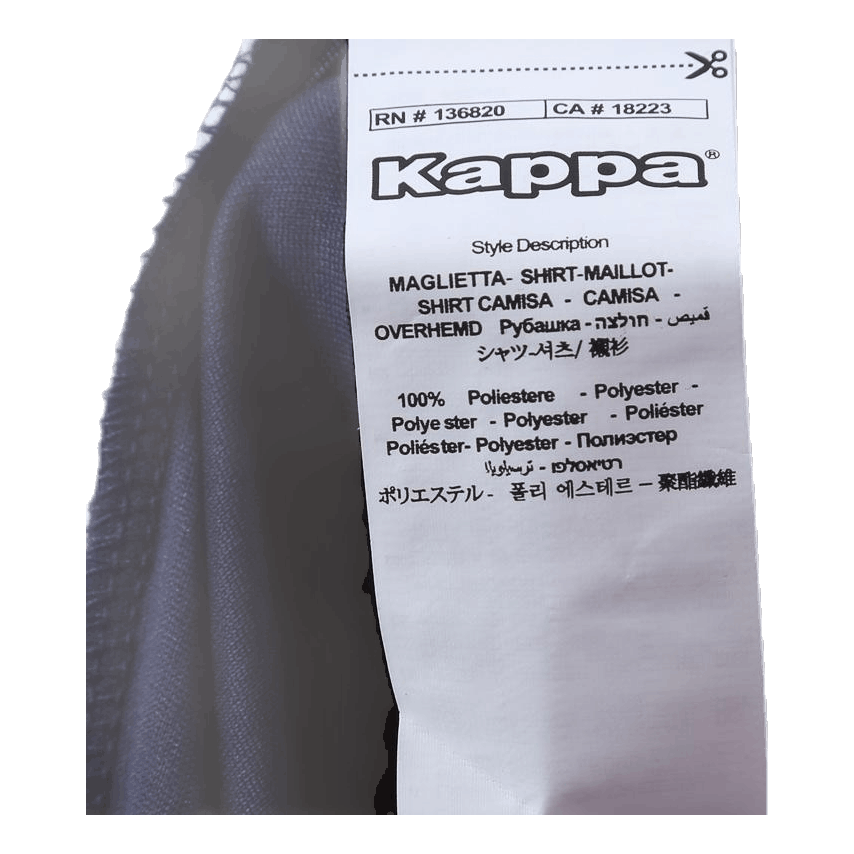 RN # 136820 CA # 18223
Kappa®
Style Description
MAGLIETTA- SHIRT-MAILLOT-
SHIRT CAMISA - CAMISA -
OVERHEMD Рубашка - חולצה - قميص
シャツ-셔츠/ 襯衫
100% Poliestere - Polyester -
Polye ster - Polyester - Poliéster
Poliéster- Polyester - Полиэстер
רטיאסלפו -
ポリエステル - 폴리 에스테르 – 聚酯纖維